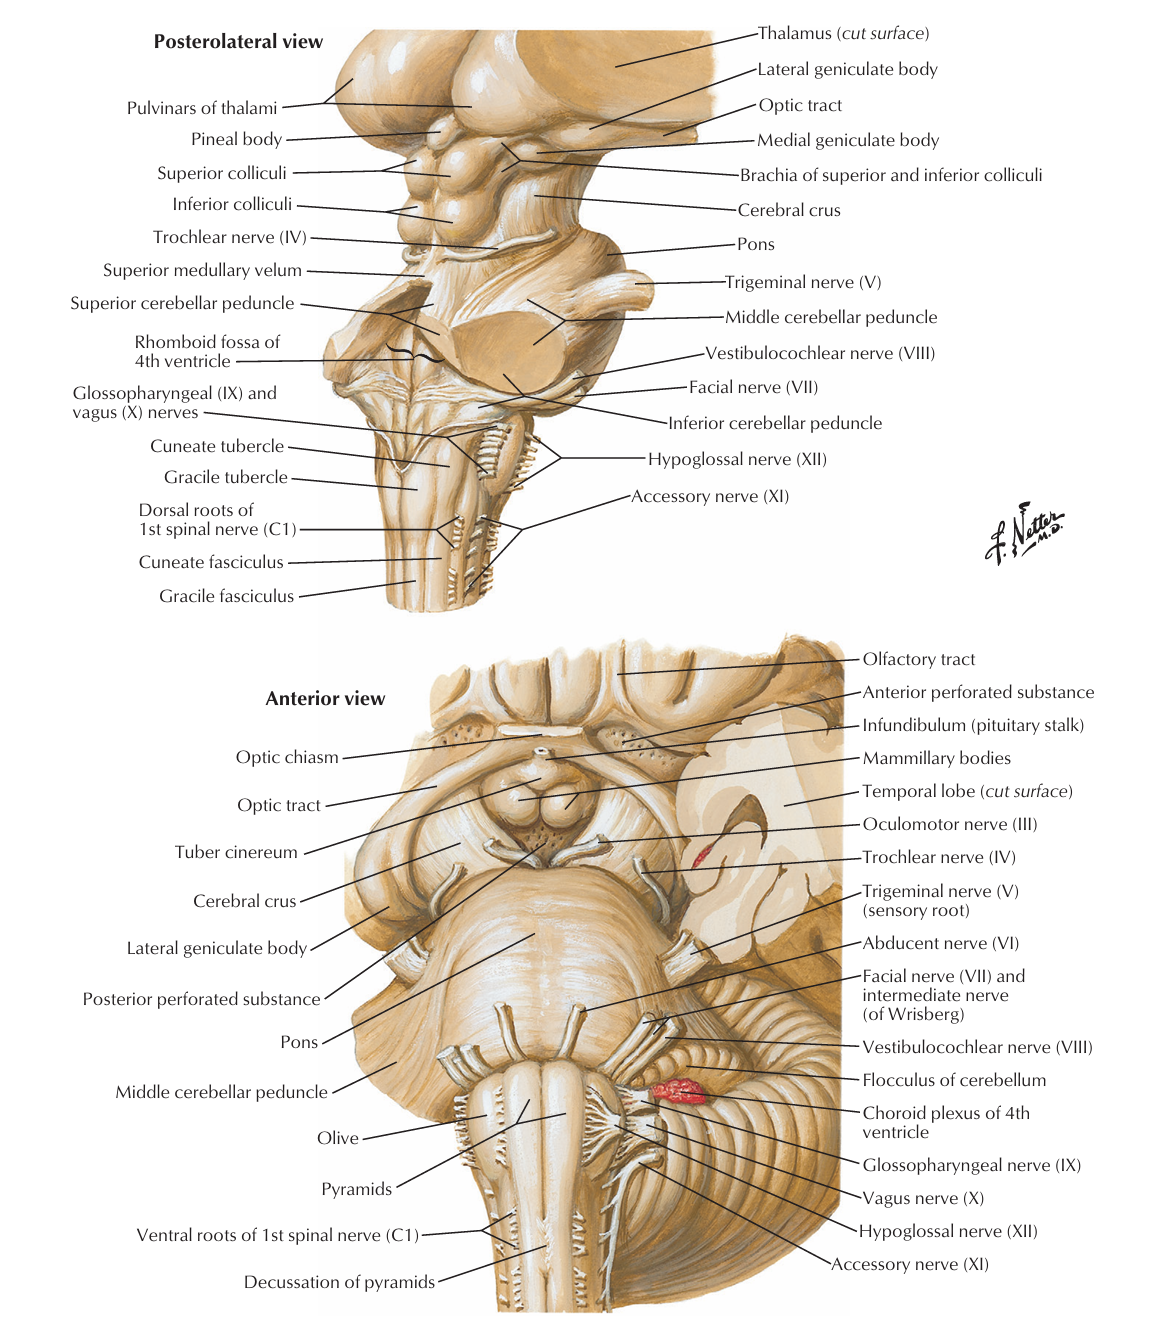 Posterolateral view
Thalamus (cut surface)
Lateral geniculate body
Optic tract
Medial geniculate body
Brachia of superior and inferior colliculi
Cerebral crus
Pons
Trigeminal nerve (V)
Middle cerebellar peduncle
Vestibulocochlear nerve (VIII)
Facial nerve (VII)
Inferior cerebellar peduncle
Hypoglossal nerve (XII)
Accessory nerve (XI)
Pulvinars of thalami
Pineal body
Superior colliculi
Inferior colliculi
Trochlear nerve (IV)
Superior medullary velum
Superior cerebellar peduncle
Rhomboid fossa of
4th ventricle
Glossopharyngeal (IX) and
vagus (X) nerves
Cuneate tubercle
Gracile tubercle
Dorsal roots of
1st spinal nerve (C1)
Cuneate fasciculus
Gracile fasciculus
F. Netter
M.D.
Anterior view
Optic chiasm
Optic tract
Tuber cinereum
Cerebral crus
Lateral geniculate body
Posterior perforated substance
Pons
Middle cerebellar peduncle
Olive
Pyramids
Ventral roots of 1st spinal nerve (C1)
Decussation of pyramids
Olfactory tract
Anterior perforated substance
Infundibulum (pituitary stalk)
Mammillary bodies
Temporal lobe (cut surface)
Oculomotor nerve (III)
Trochlear nerve (IV)
Trigeminal nerve (V)
(sensory root)
Abducent nerve (VI)
Facial nerve (VII) and
intermediate nerve
(of Wrisberg)
Vestibulocochlear nerve (VIII)
Flocculus of cerebellum
Choroid plexus of 4th
ventricle
Glossopharyngeal nerve (IX)
Vagus nerve (X)
Hypoglossal nerve (XII)
Accessory nerve (XI)